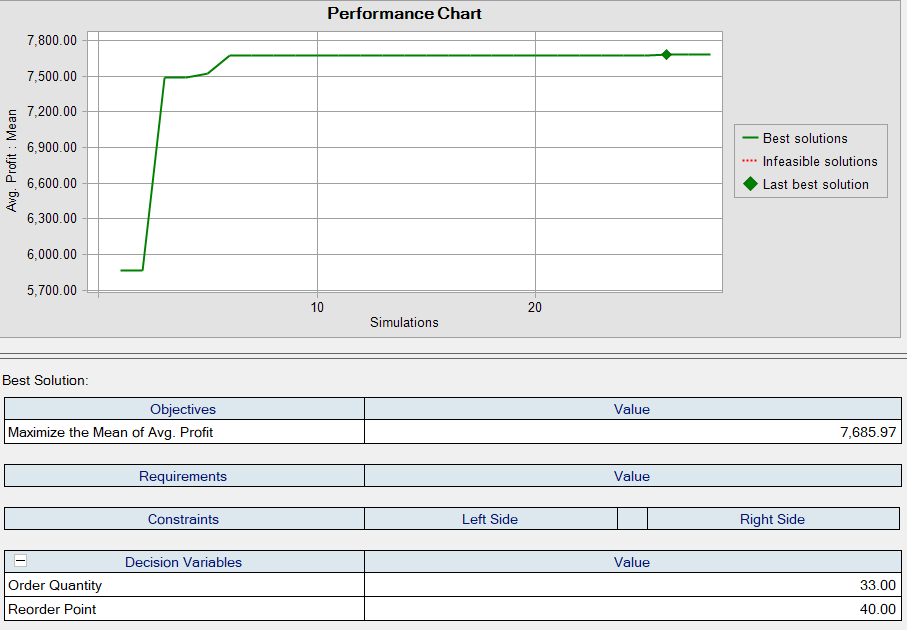 Performance Chart
7,800.00
7,500.00
7,200.00
6,900.00
6,600.00
6,300.00
6,000.00
5,700.00
Avg. Profit : Mean
10 20
Simulations
Best solutions
Infeasible solutions
Last best solution
Best Solution:
Objectives Value
Maximize the Mean of Avg. Profit 7,685.97
Requirements Value
Constraints Left Side Right Side
Decision Variables Value
Order Quantity 33.00
Reorder Point 40.00